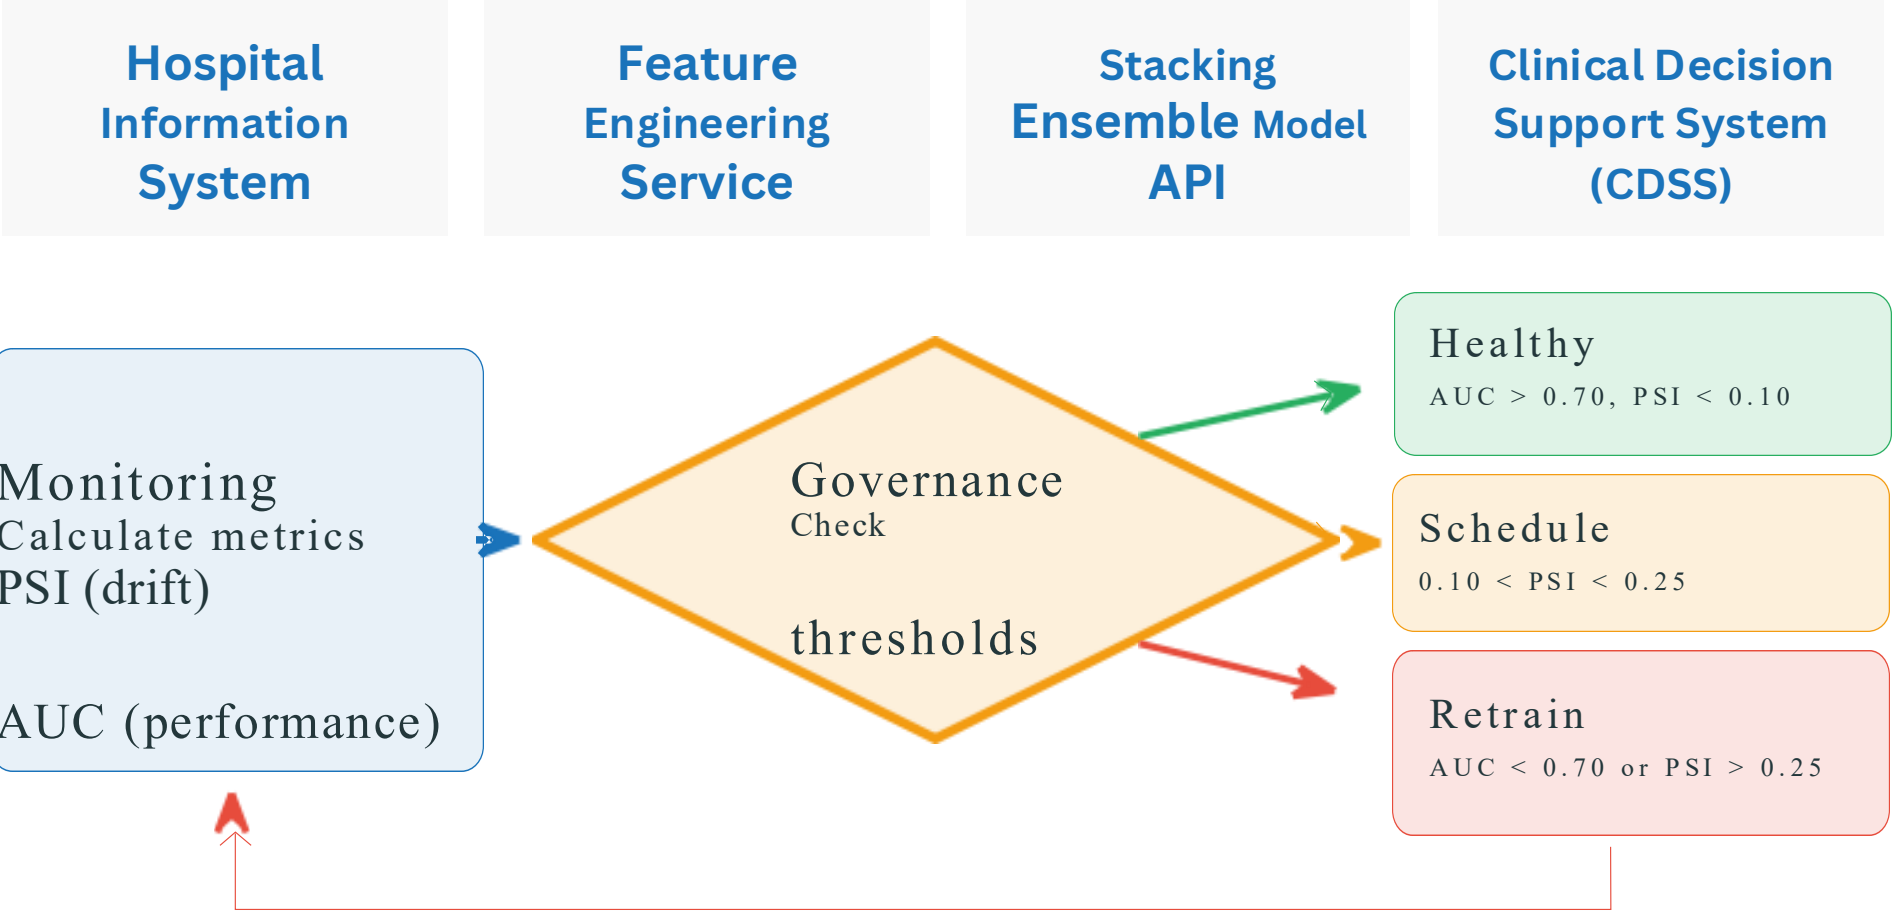 Hospital
Information
System
Feature
Engineering
Service
Stacking
Ensemble Model
API
Clinical Decision
Support System
(CDSS)
Monitoring
Calculate metrics
PSI (drift)
AUC (performance)
Governance
Check
thresholds
Healthy
AUC > 0.70, PSI < 0.10
Schedule
0.10 < PSI < 0.25
Retrain
AUC < 0.70 or PSI > 0.25